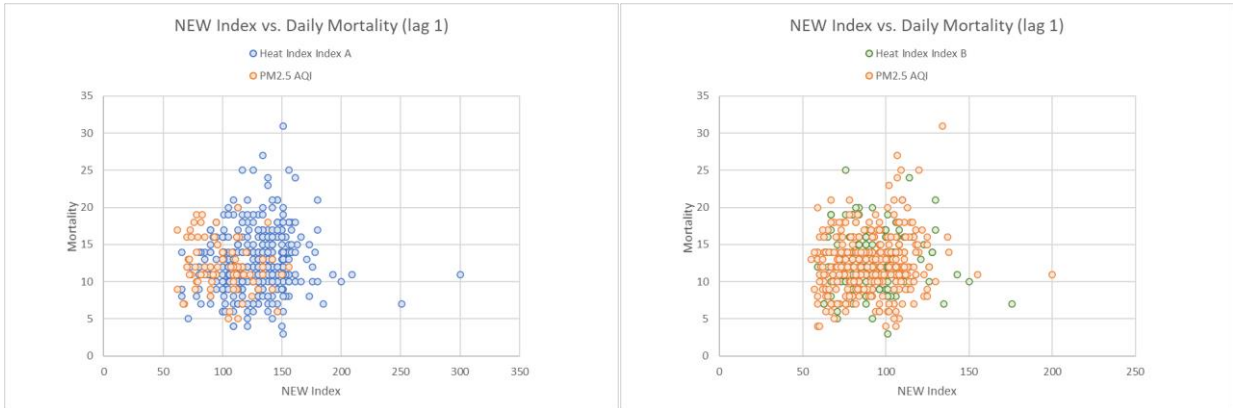 NEW Index vs. Daily Mortality (lag 1)
Heat Index Index A
PM2.5 AQI
35
30
25
20
15
10
5
0
Mortality
0 50 100 150 200 250 300 350
NEW Index
NEW Index vs. Daily Mortality (lag 1)
Heat Index Index B
PM2.5 AQI
35
30
25
20
15
10
5
0
Mortality
0 50 100 150 200 250
NEW Index